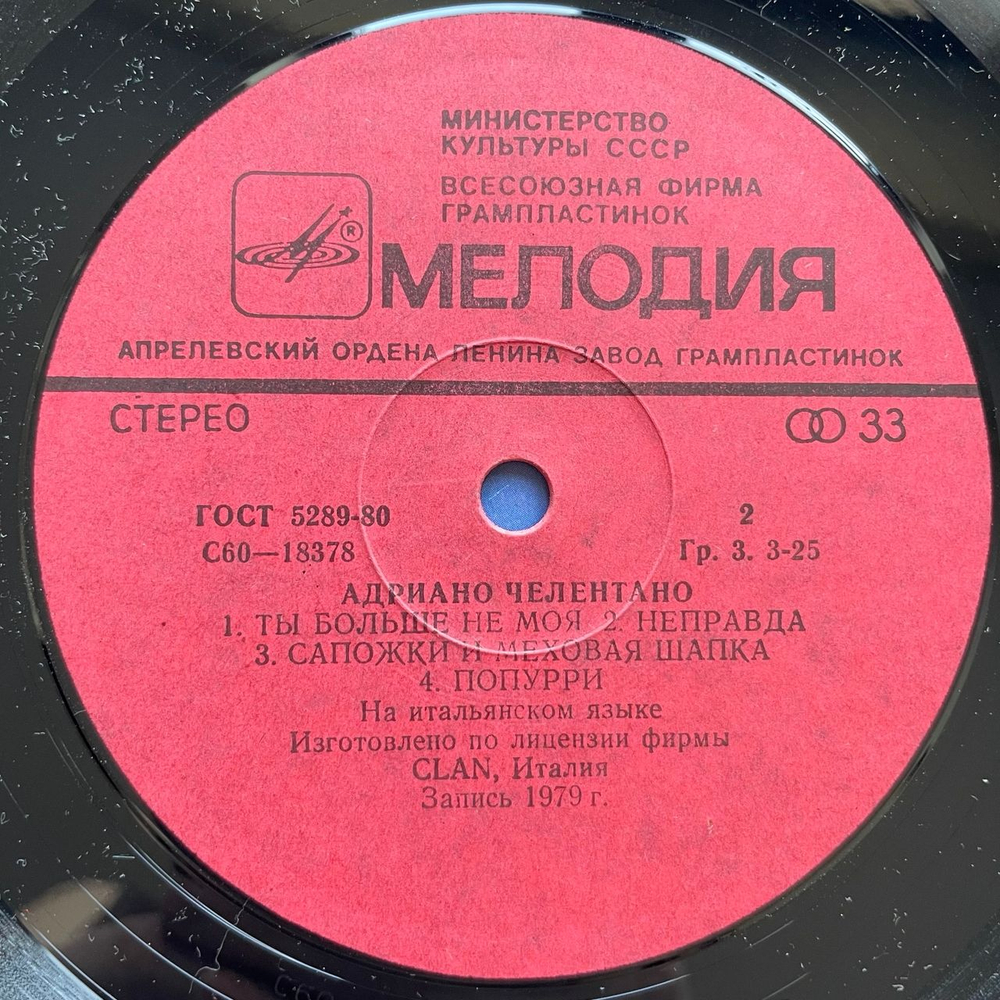 МИНИСТЕРСТВО
КУЛЬТУРЫ СССР
ВСЕСОЮЗНАЯ ФИРМА
ГРАМПЛАСТИНОК
®
МЕЛОДИЯ
АПРЕЛЕВСКИЙ ОРДЕНА ЛЕНИНА ЗАВОД ГРАМПЛАСТИНОК
СТЕРЕО 33
ГОСТ 5289-80 2
С60—18378 Гр. 3. 3-25
АДРИАНО ЧЕЛЕНТАНО
1. ТЫ БОЛЬШЕ НЕ МОЯ 2. НЕПРАВДА
3. САПОЖКИ И МЕХОВАЯ ШАПКА
4. ПОПУРРИ
На итальянском языке
Изготовлено по лицензии фирмы
CLAN, Италия
Запись 1979 г.